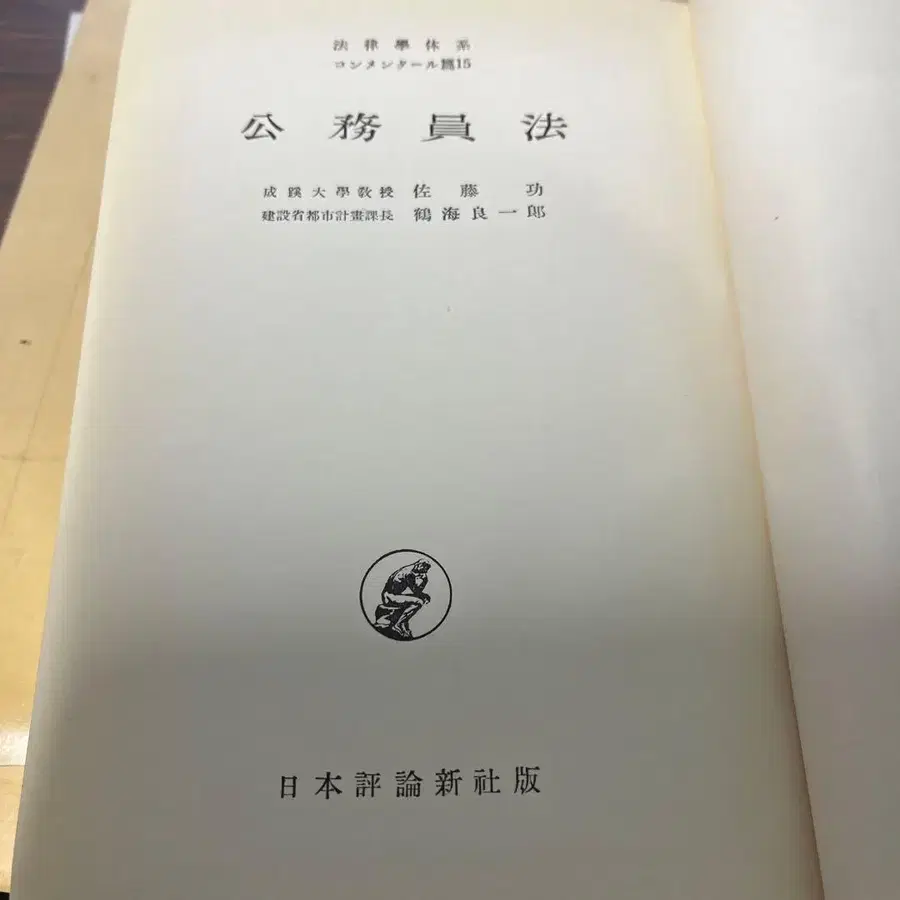 法律學体系
コンメンタール篇15
公務員法
成蹊大學教授 佐藤 功
建設省都市計畫課長 鶴海良一郎
日本評論新社版